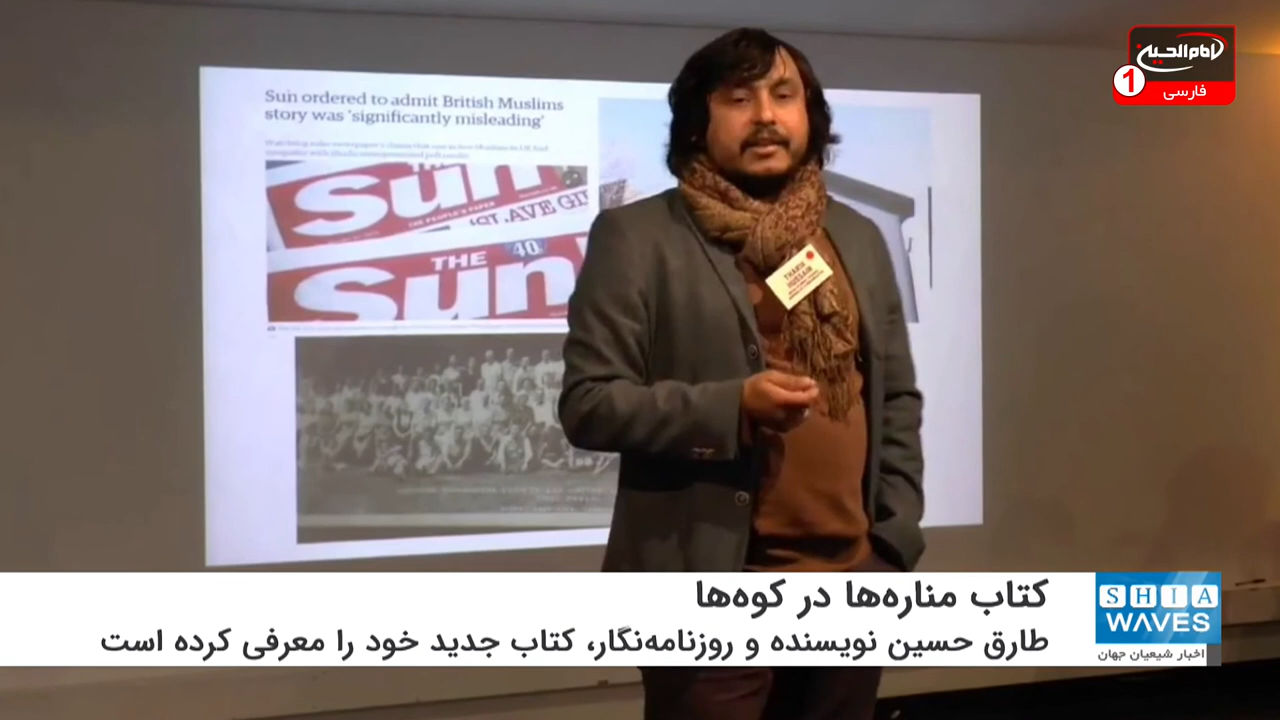 امام الحسین
1
فارسی
Sun ordered to admit British Muslims
story was 'significantly misleading'
Sun
THE PEOPLE'S PAPER
THE
40
Sun
THARIK
HUSSAIN
کتاب مناره‌ها در کوه‌ها
طارق حسین نویسنده و روزنامه‌نگار، کتاب جدید خود را معرفی کرده است
SHIA
WAVES
اخبار شیعیان جهان